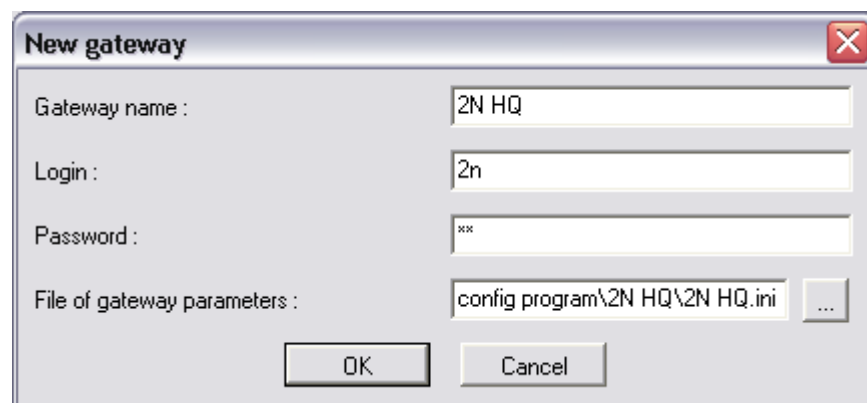 New gateway
Gateway name : 2N HQ
Login : 2n
Password : **
File of gateway parameters : config program\2N HQ\2N HQ.ini ...
OK Cancel